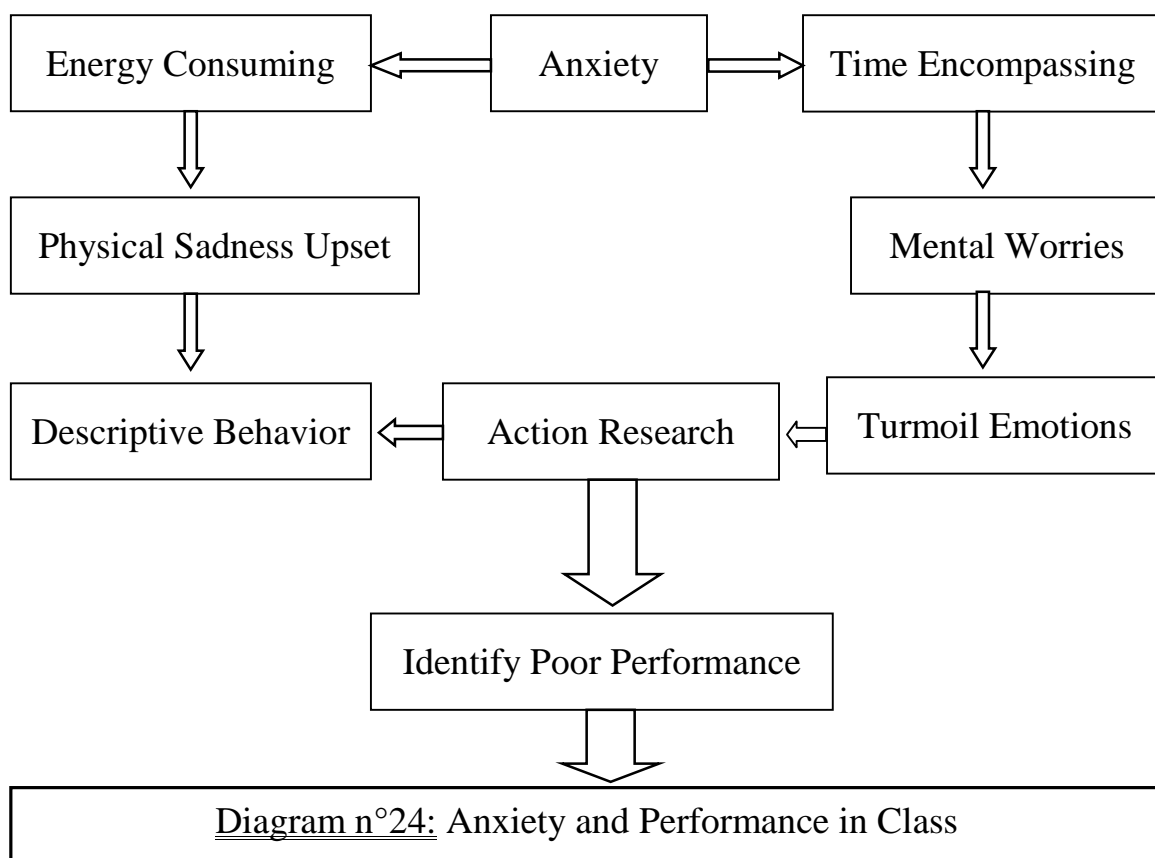 Energy Consuming
Anxiety
Time Encompassing
Physical Sadness Upset
Mental Worries
Descriptive Behavior
Action Research
Turmoil Emotions
Identify Poor Performance
Diagram n°24: Anxiety and Performance in Class